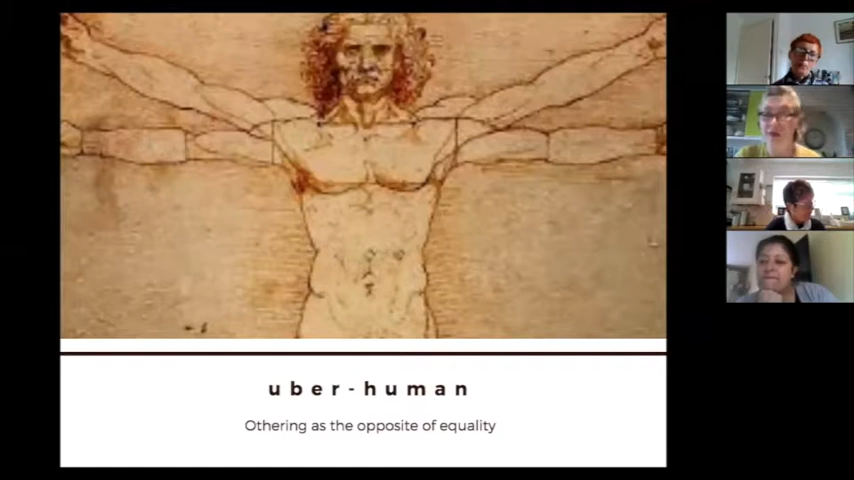 uber-human
Othering as the opposite of equality